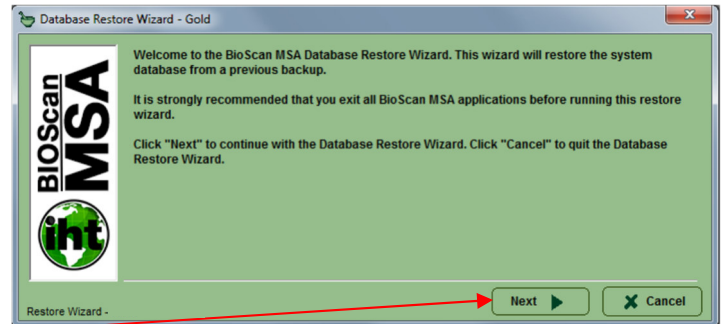 Database Restore Wizard - Gold
BIOScan
MSA
iht
Welcome to the BioScan MSA Database Restore Wizard. This wizard will restore the system
database from a previous backup.
It is strongly recommended that you exit all BioScan MSA applications before running this restore
wizard.
Click "Next" to continue with the Database Restore Wizard. Click "Cancel" to quit the Database
Restore Wizard.
Next
Cancel
Restore Wizard -